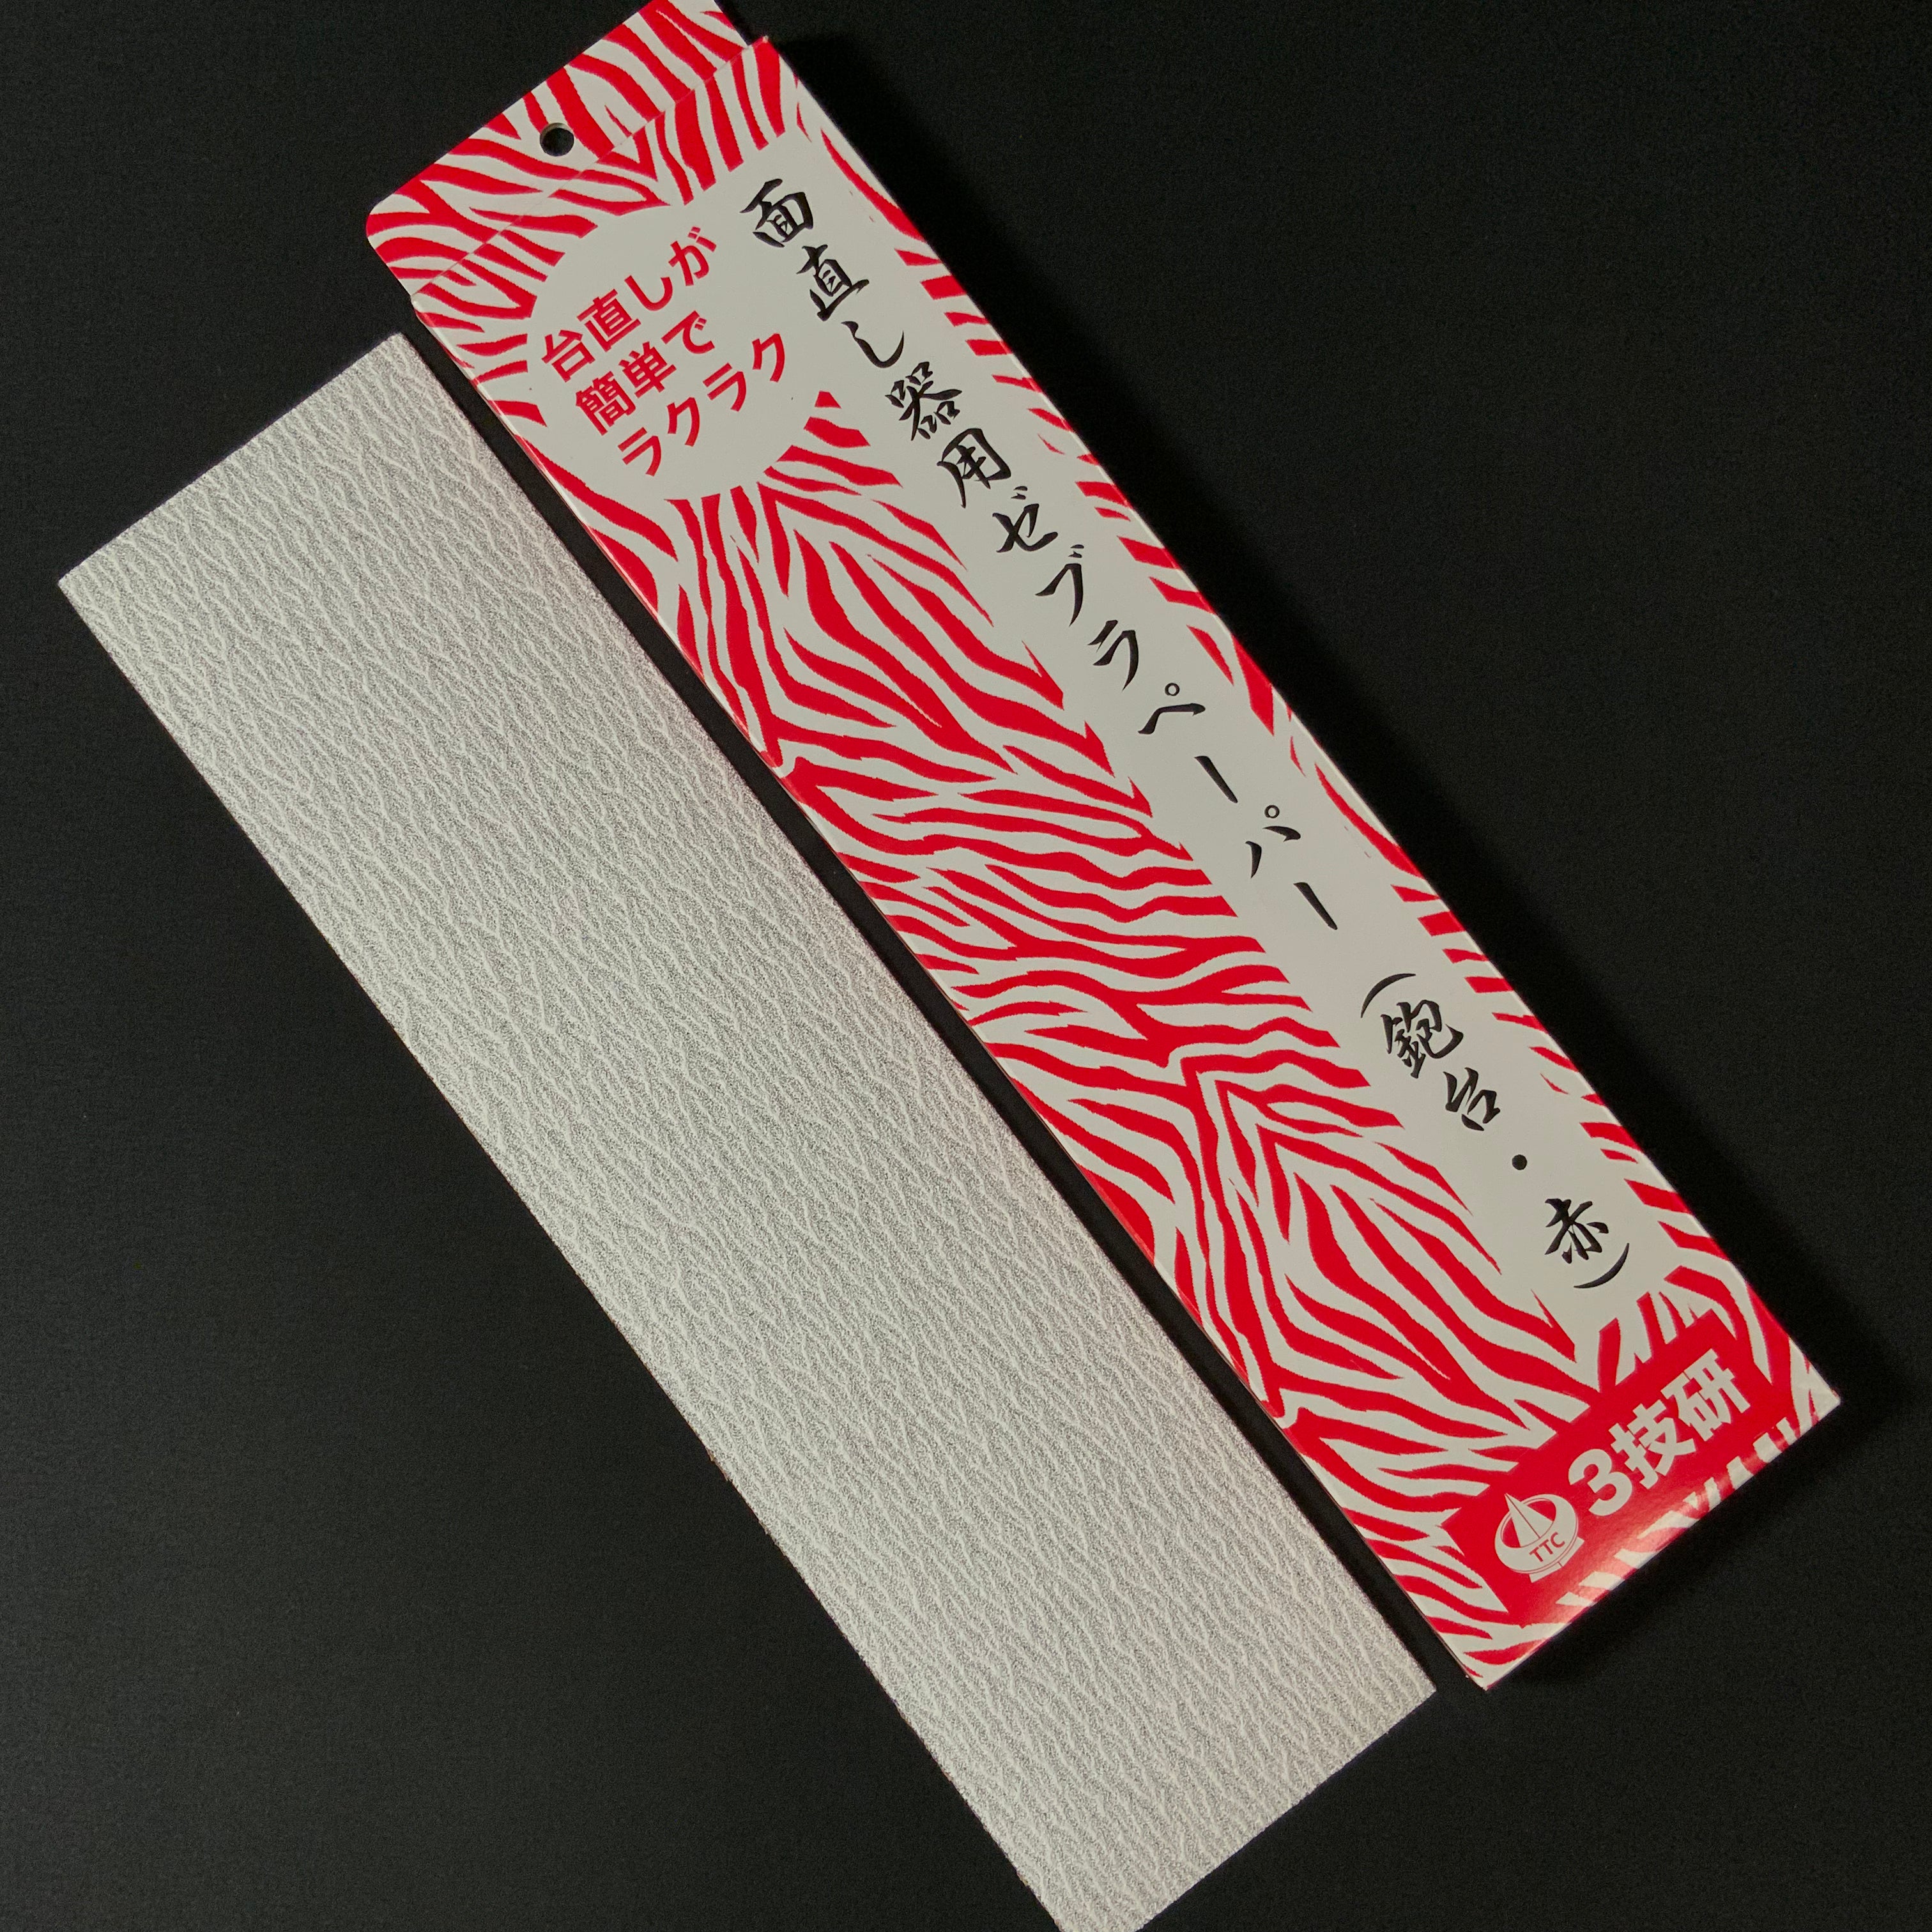 台直しが
簡単で
ラクラク
面直し器用ゼブラペーパー（鉋台・赤）
3技研
TTC